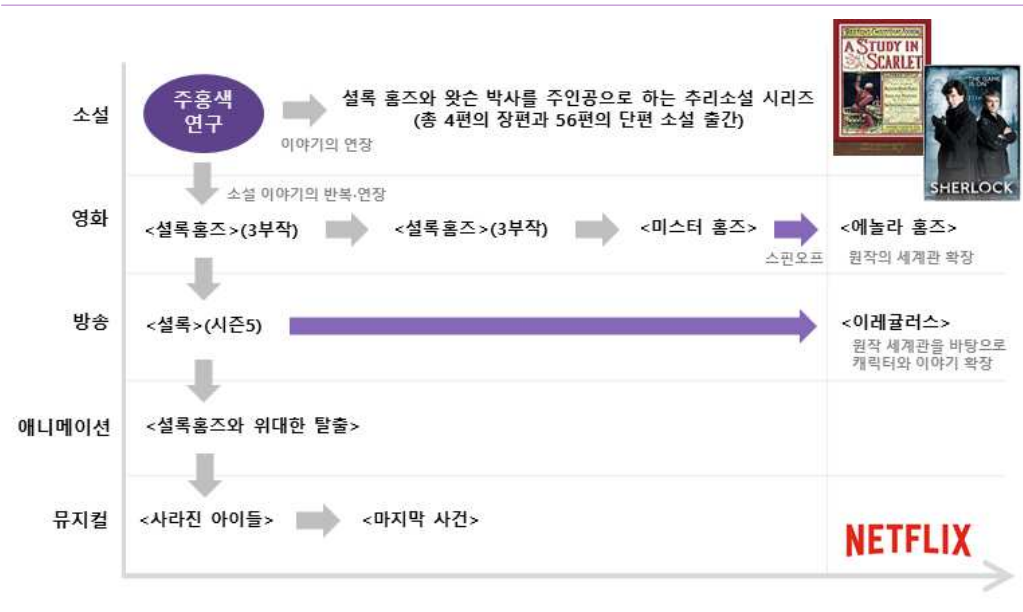 소설
주홍색
연구
이야기의 연장
셜록 홈즈와 왓슨 박사를 주인공으로 하는 추리소설 시리즈
(총 4편의 장편과 56편의 단편 소설 출간)
A STUDY IN
SCARLET
THE GAME
IS ON
SHERLOCK
소설 이야기의 반복·연장
영화
<셜록홈즈>(3부작)
<셜록홈즈>(3부작)
<미스터 홈즈>
스핀오프
<에놀라 홈즈>
원작의 세계관 확장
방송
<셜록>(시즌5)
<이레귤러스>
원작 세계관을 바탕으로
캐릭터와 이야기 확장
애니메이션
<셜록홈즈와 위대한 탈출>
뮤지컬
<사라진 아이들>
<마지막 사건>
NETFLIX